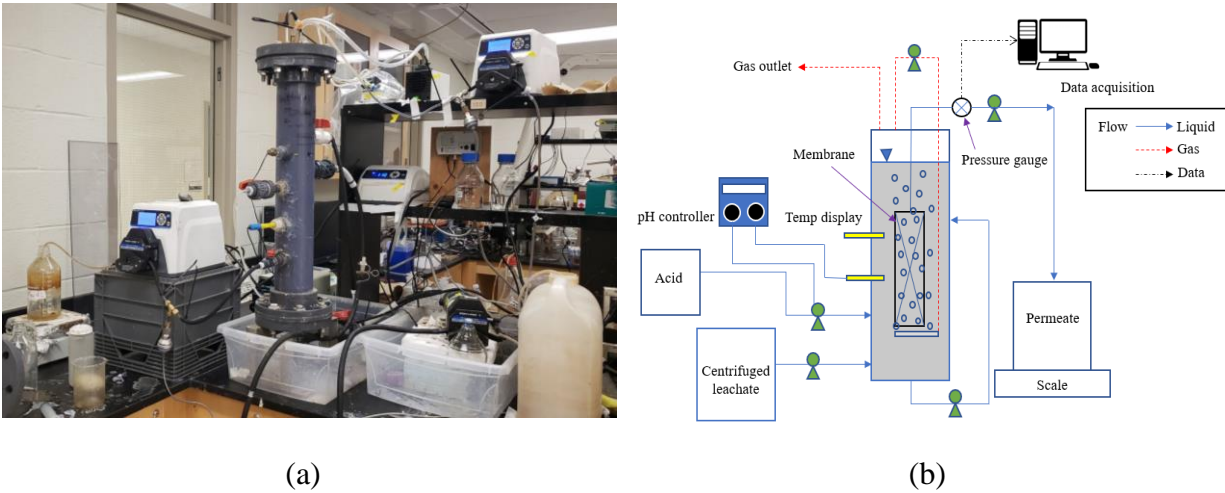 Gas outlet
Data acquisition
Flow
Liquid
Gas
Data
Membrane
Pressure gauge
pH controller
Temp display
Acid
Permeate
Centrifuged
leachate
Scale
(a)
(b)